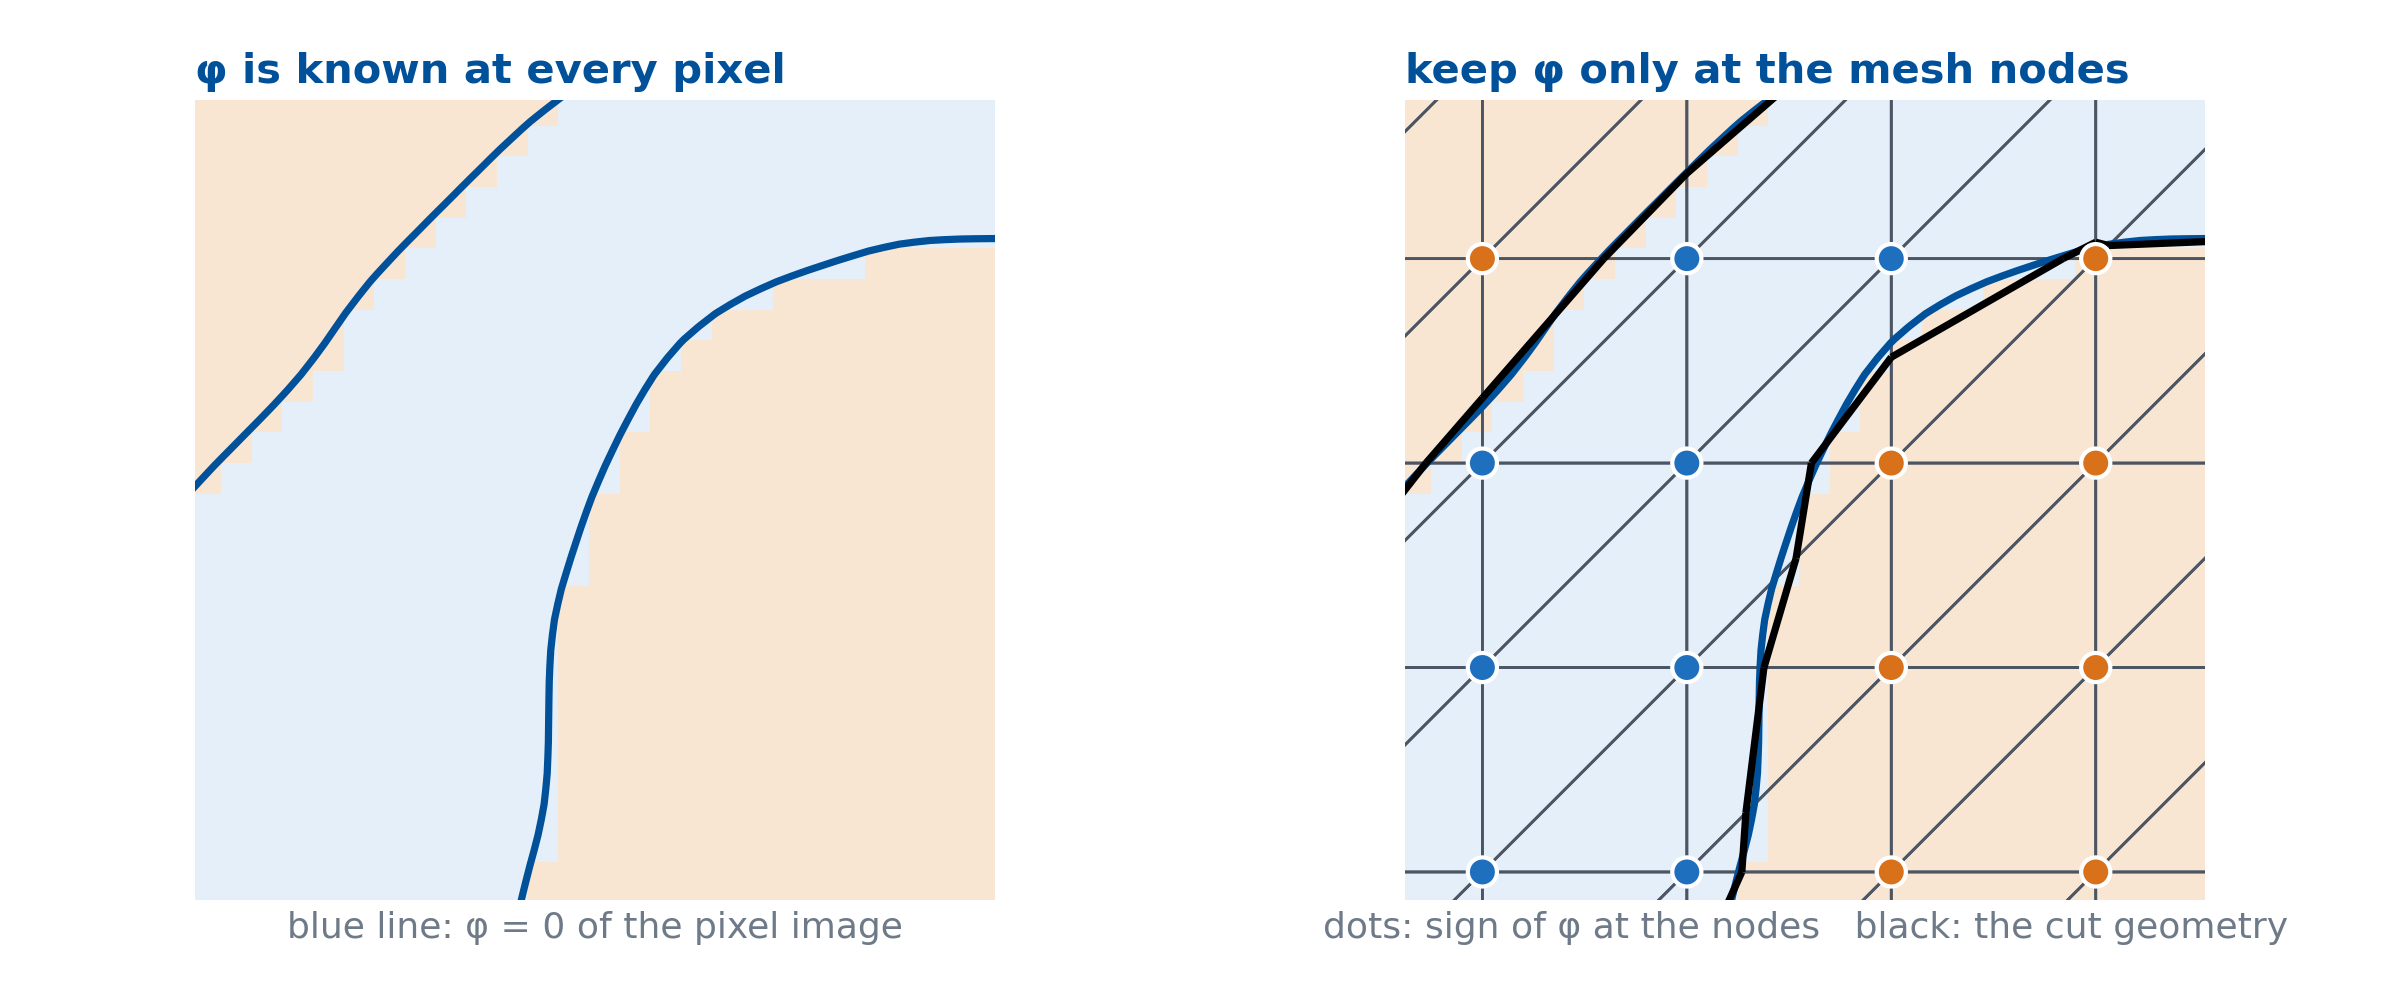 φ is known at every pixel
keep φ only at the mesh nodes
blue line: φ = 0 of the pixel image
dots: sign of φ at the nodes   black: the cut geometry